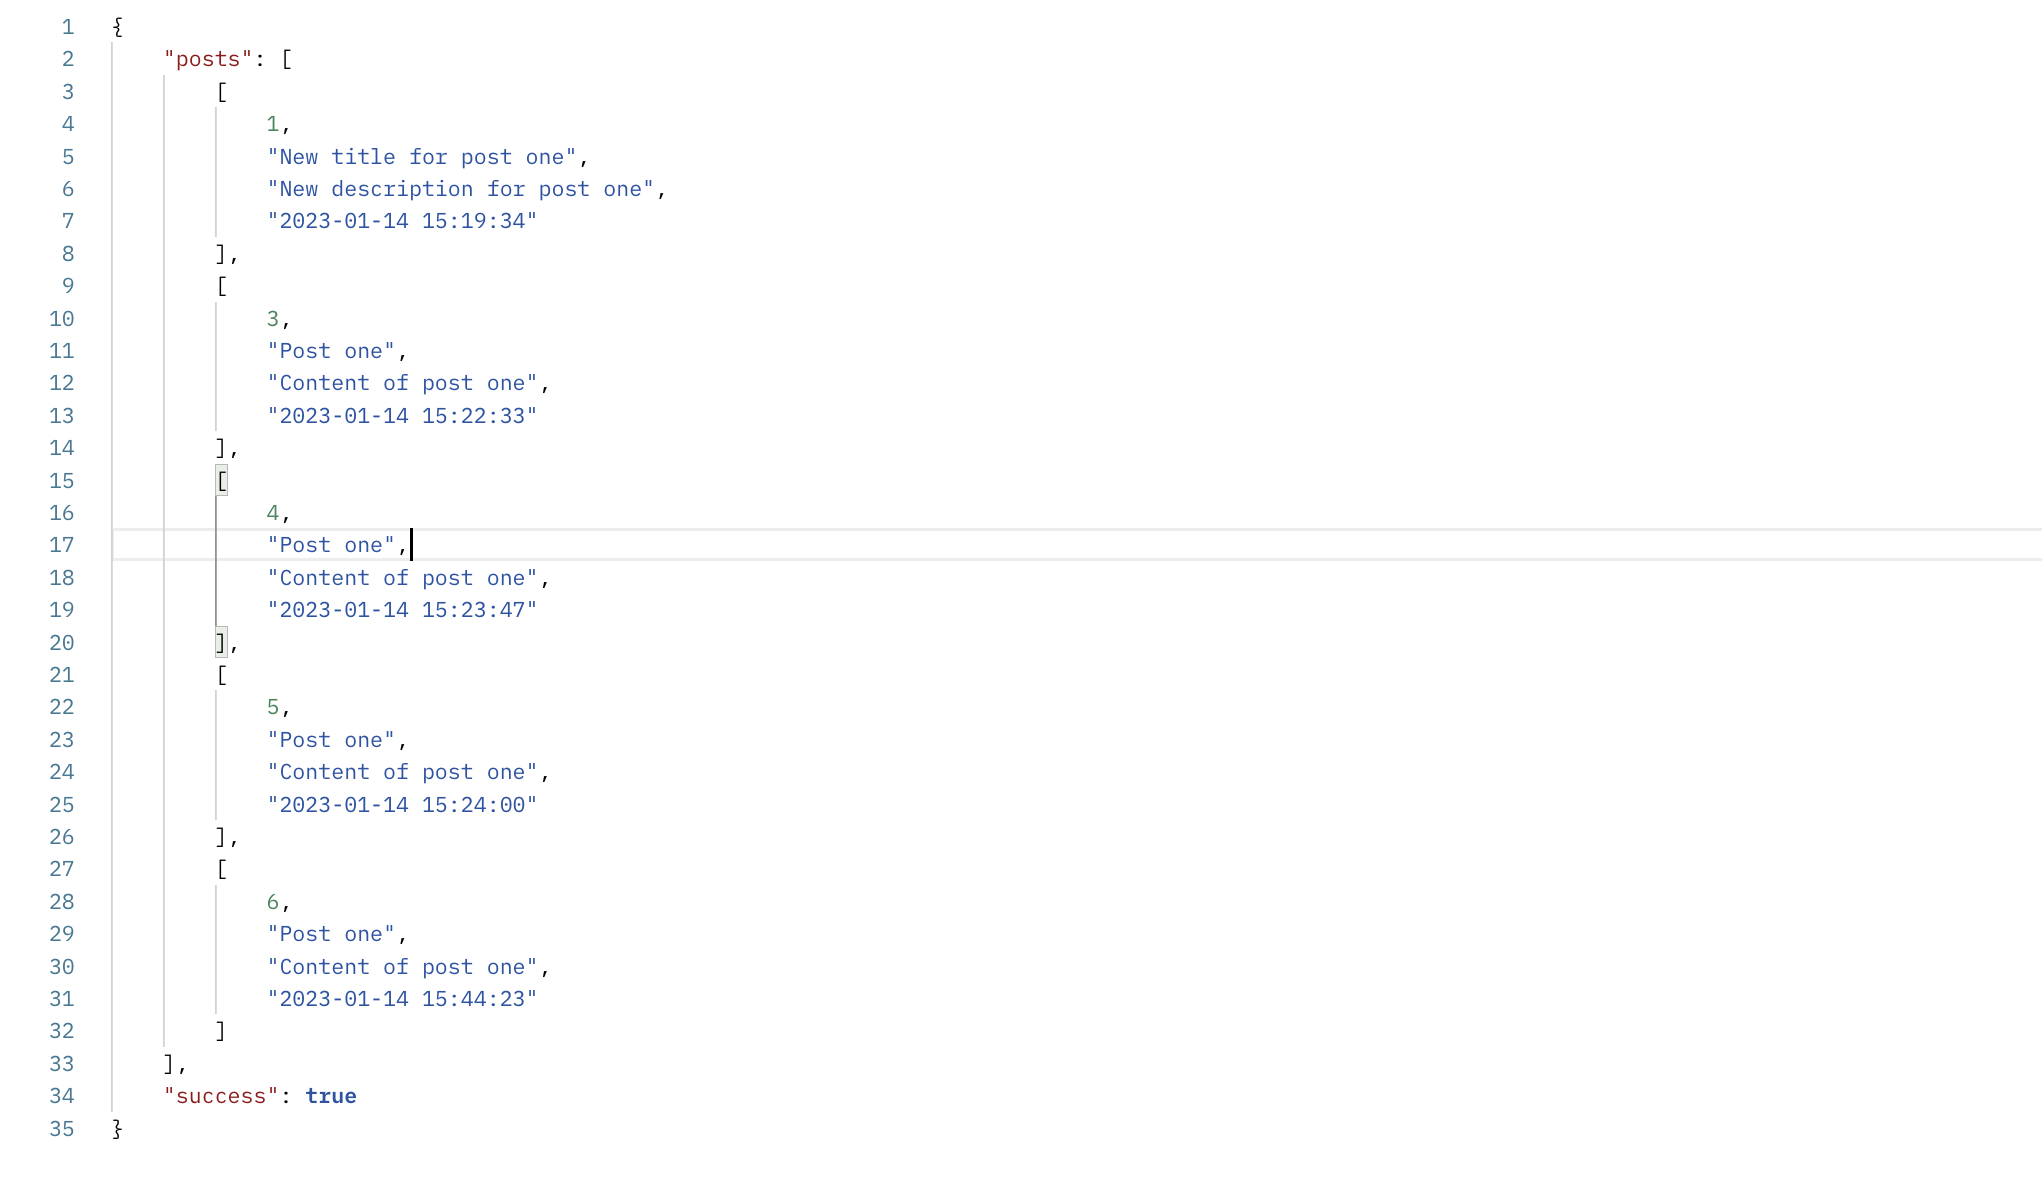 1 {
2     "posts": [
3         [
4             1,
5             "New title for post one",
6             "New description for post one",
7             "2023-01-14 15:19:34"
8         ],
9         [
10             3,
11             "Post one",
12             "Content of post one",
13             "2023-01-14 15:22:33"
14         ],
15         [
16             4,
17             "Post one",
18             "Content of post one",
19             "2023-01-14 15:23:47"
20         ],
21         [
22             5,
23             "Post one",
24             "Content of post one",
25             "2023-01-14 15:24:00"
26         ],
27         [
28             6,
29             "Post one",
30             "Content of post one",
31             "2023-01-14 15:44:23"
32         ]
33     ],
34     "success": true
35 }